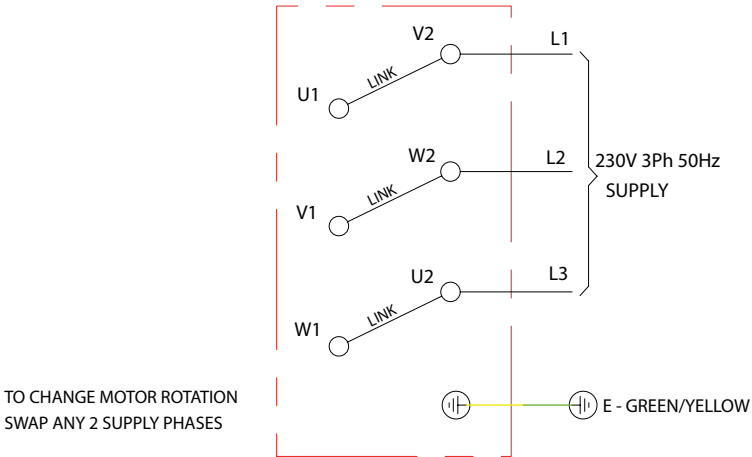 V2
L1
LINK
U1
W2
L2
230V 3Ph 50Hz
SUPPLY
LINK
V1
U2
L3
LINK
W1
TO CHANGE MOTOR ROTATION
SWAP ANY 2 SUPPLY PHASES
E - GREEN/YELLOW